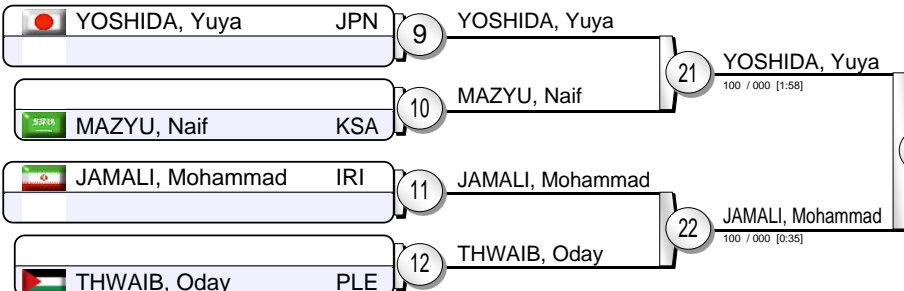 YOSHIDA, Yuya JPN
9
YOSHIDA, Yuya
21
YOSHIDA, Yuya
100 / 000 [1:58]
MAZYU, Naif KSA
10
MAZYU, Naif
JAMALI, Mohammad IRI
11
JAMALI, Mohammad
22
JAMALI, Mohammad
100 / 000 [0:35]
THWAIB, Oday PLE
12
THWAIB, Oday